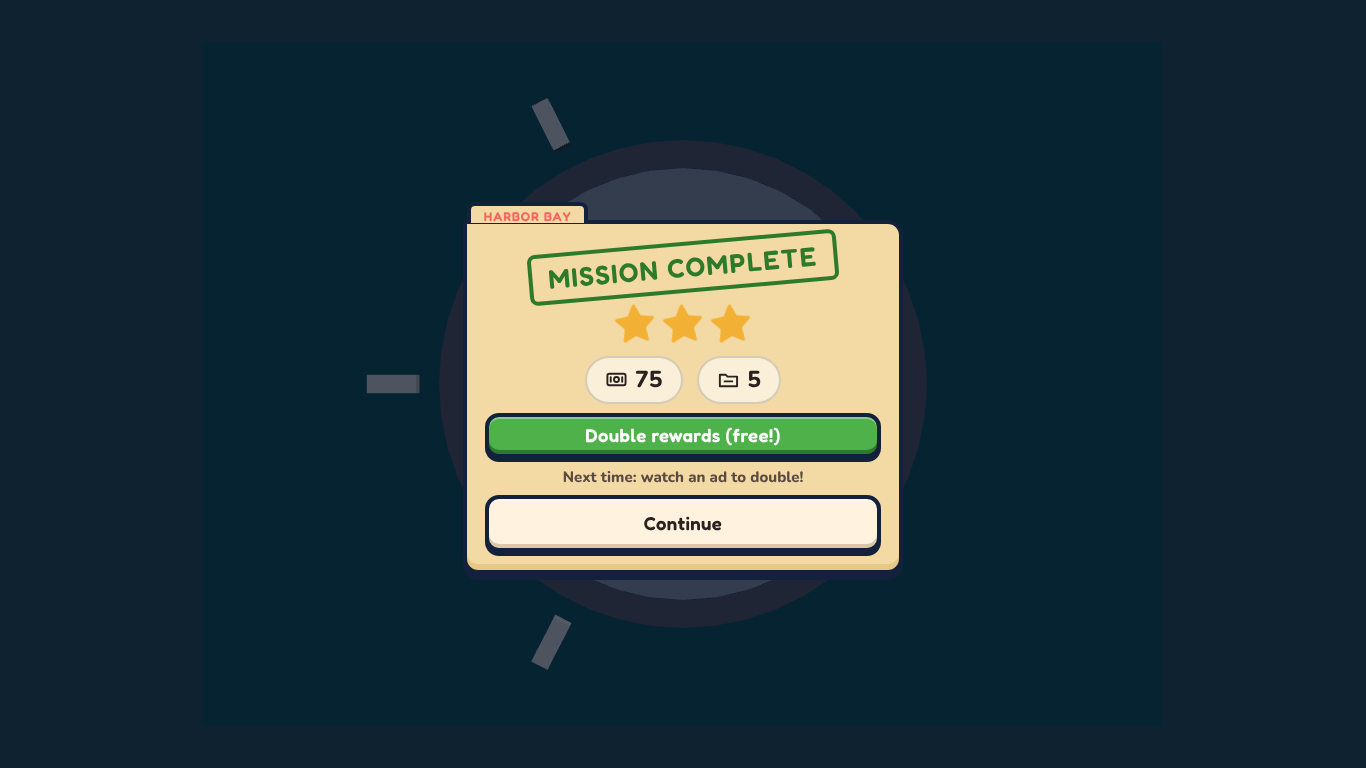 HARBOR BAY
MISSION COMPLETE
75 5
Double rewards (free!)
Next time: watch an ad to double!
Continue